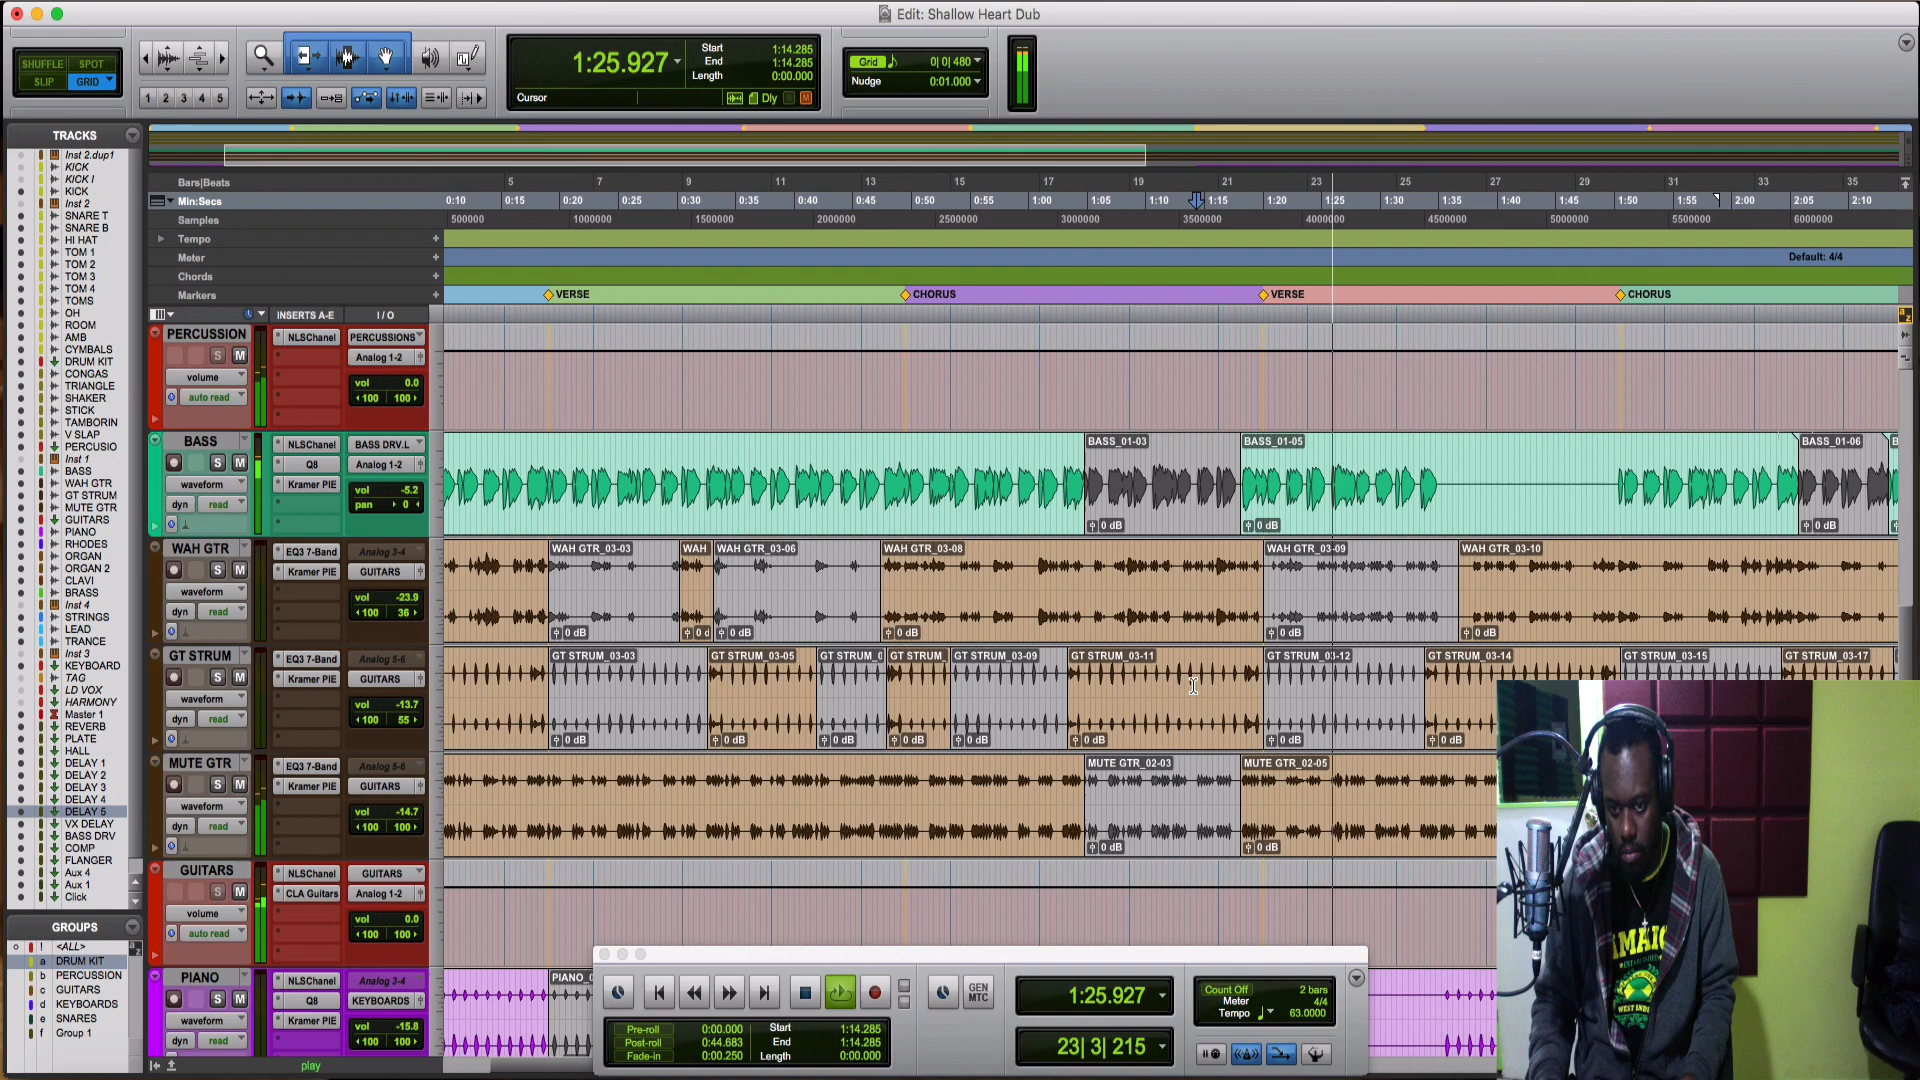 Edit: Shallow Heart Dub
SHUFFLE SPOT
SLIP GRID
1 2 3 4 5
1:25.927
Start 1:14.285
End 1:14.285
Length 0:00.000
Cursor
Dly S M
Grid 0| 0| 480
Nudge 0:01.000
TRACKS
Inst 2.dup1
KICK
KICK I
KICK
Inst 2
SNARE T
SNARE B
HI HAT
TOM 1
TOM 2
TOM 3
TOM 4
TOMS
OH
ROOM
AMB
CYMBALS
DRUM KIT
CONGAS
TRIANGLE
SHAKER
STICK
TAMBORIN
V SLAP
PERCUSIO
Inst 1
BASS
WAH GTR
GT STRUM
MUTE GTR
GUITARS
PIANO
RHODES
ORGAN
ORGAN 2
CLAVI
BRASS
Inst 4
STRINGS
LEAD
TRANCE
Inst 3
KEYBOARD
TAG
LD VOX
HARMONY
Master 1
REVERB
PLATE
HALL
DELAY 1
DELAY 2
DELAY 3
DELAY 4
DELAY 5
VX DELAY
BASS DRV
COMP
FLANGER
Aux 4
Aux 1
Click
GROUPS
! <ALL>
a DRUM KIT
b PERCUSSION
c GUITARS
d KEYBOARDS
e SNARES
f Group 1
Bars|Beats 5 7 9 11 13 15 17 19 21 23 25 27 29 31 33 35
Min:Secs 0:10 0:15 0:20 0:25 0:30 0:35 0:40 0:45 0:50 0:55 1:00 1:05 1:10 1:15 1:20 1:25 1:30 1:35 1:40 1:45 1:50 1:55 2:00 2:05 2:10
Samples 500000 1000000 1500000 2000000 2500000 3000000 3500000 4000000 4500000 5000000 5500000 6000000
Tempo
Meter Default: 4/4
Chords
Markers VERSE CHORUS VERSE CHORUS
INSERTS A-E I / O
PERCUSSION
S M
volume
auto read
NLSChanel
PERCUSSIONS
Analog 1-2
vol 0.0
100 100
BASS
S M
waveform
dyn read
NLSChanel
Q8
Kramer PIE
BASS DRV.L
Analog 1-2
vol -5.2
pan 0
BASS_01-03 BASS_01-05 BASS_01-06
0 dB 0 dB 0 dB
WAH GTR
S M
waveform
dyn read
EQ3 7-Band
Kramer PIE
Analog 3-4
GUITARS
vol -23.9
100 36
WAH GTR_03-03 WAH WAH GTR_03-06 WAH GTR_03-08 WAH GTR_03-09 WAH GTR_03-10
0 dB 0 d 0 dB 0 dB 0 dB 0 dB
GT STRUM
S M
waveform
dyn read
EQ3 7-Band
Kramer PIE
Analog 5-6
GUITARS
vol -13.7
100 55
GT STRUM_03-03 GT STRUM_03-05 GT STRUM_0 GT STRUM_ GT STRUM_03-09 GT STRUM_03-11 GT STRUM_03-12 GT STRUM_03-14 GT STRUM_03-15 GT STRUM_03-17
0 dB 0 dB 0 dB 0 dB 0 dB 0 dB 0 dB 0 dB
MUTE GTR
S M
waveform
dyn read
EQ3 7-Band
Kramer PIE
Analog 5-6
GUITARS
vol -14.7
100 100
MUTE GTR_02-03 MUTE GTR_02-05
0 dB 0 dB
GUITARS
S M
volume
auto read
NLSChanel
CLA Guitars
GUITARS
Analog 1-2
vol 0.0
100 100
PIANO
S M
waveform
dyn read
NLSChanel
Q8
Kramer PIE
Analog 3-4
KEYBOARDS
vol -15.8
100 100
PIANO_
play
GEN
MTC
Pre-roll 0:00.000
Post-roll 0:44.683
Fade-in 0:00.250
Start 1:14.285
End 1:14.285
Length 0:00.000
1:25.927
23| 3| 215
Count Off 2 bars
Meter 4/4
Tempo 63.0000
AMAIC
WEST INDI